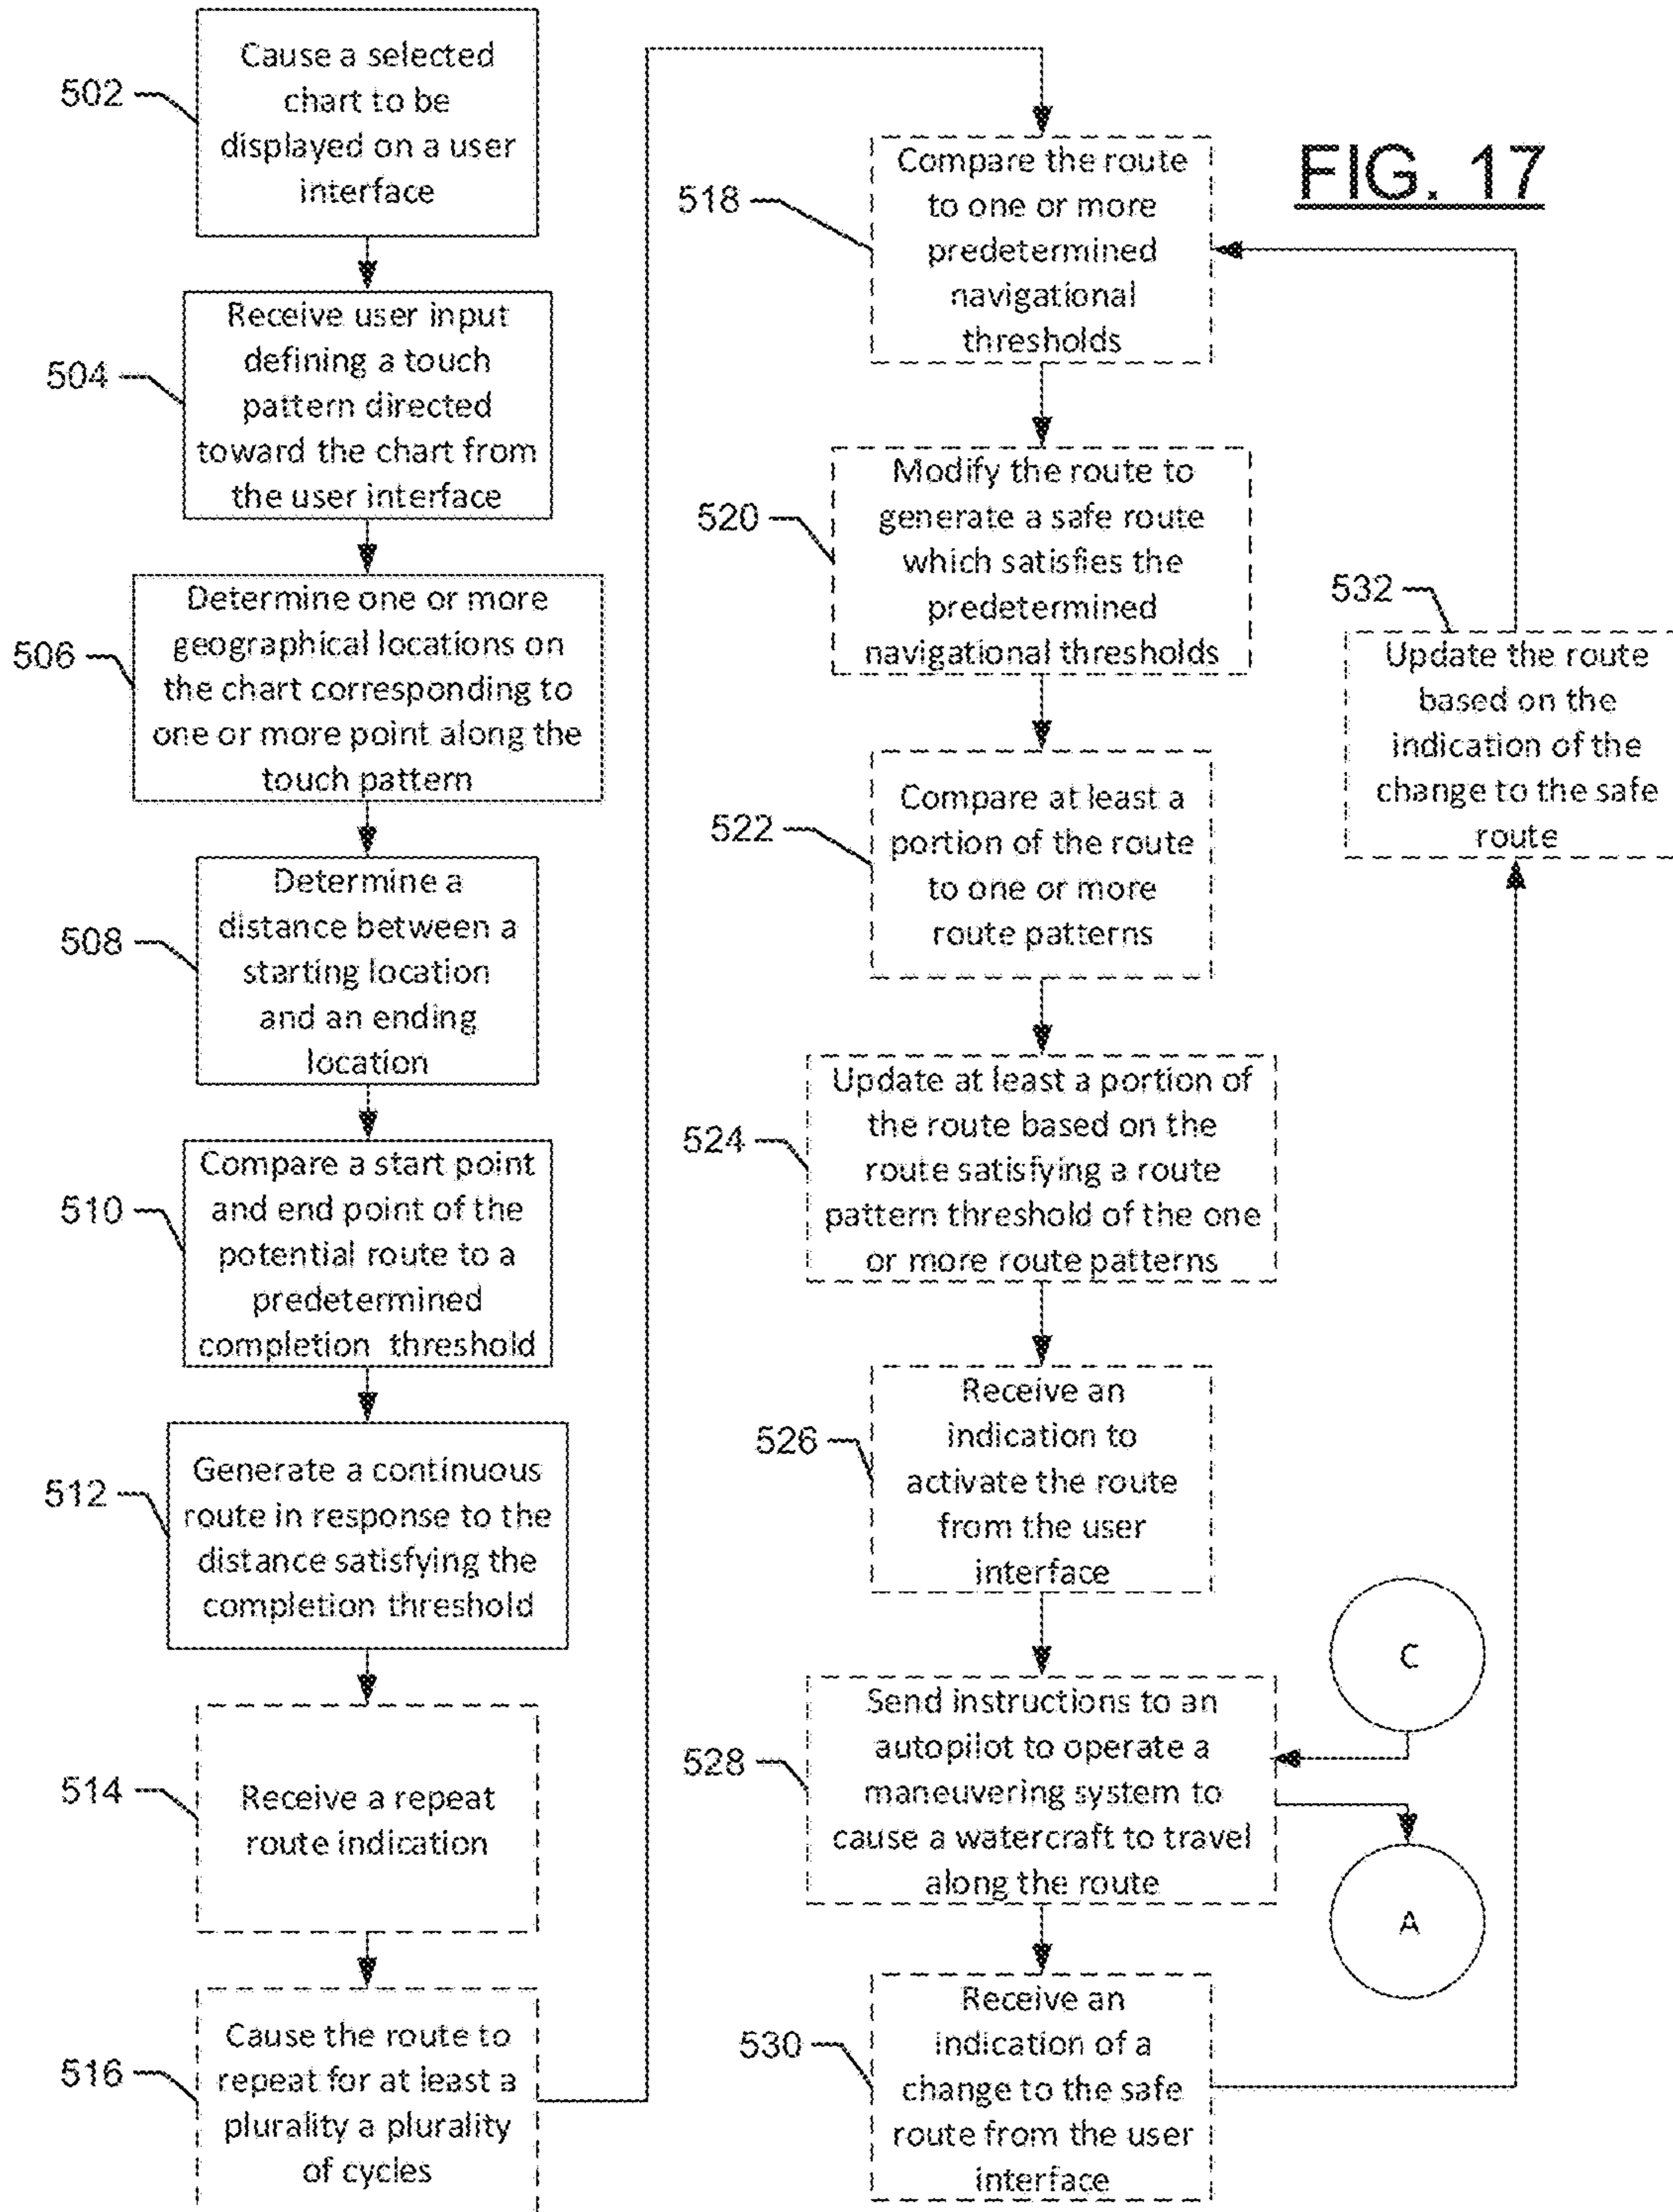 502
Cause a selected
chart to be
displayed on a user
interface
504
Receive user input
defining a touch
pattern directed
toward the chart from
the user interface
506
Determine one or more
geographical locations on
the chart corresponding to
one or more point along the
touch pattern
508
Determine a
distance between a
starting location
and an ending
location
510
Compare a start point
and end point of the
potential route to a
predetermined
completion threshold
512
Generate a continuous
route in response to the
distance satisfying the
completion threshold
514
Receive a repeat
route indication
516
Cause the route to
repeat for at least a
plurality a plurality
of cycles
FIG. 17
518
Compare the route
to one or more
predetermined
navigational
thresholds
520
Modify the route to
generate a safe route
which satisfies the
predetermined
navigational thresholds
522
Compare at least a
portion of the route
to one or more
route patterns
524
Update at least a portion of
the route based on the
route satisfying a route
pattern threshold of the one
or more route patterns
526
Receive an
indication to
activate the route
from the user
interface
528
Send instructions to an
autopilot to operate a
maneuvering system to
cause a watercraft to travel
along the route
C
A
530
Receive an
indication of a
change to the safe
route from the user
interface
532
Update the route
based on the
indication of the
change to the safe
route